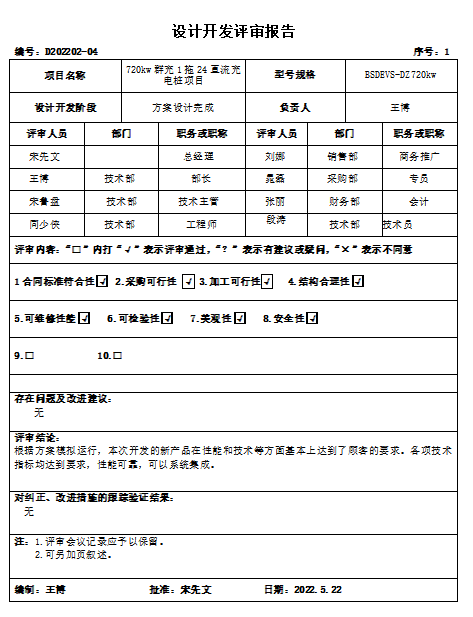 设计开发评审报告
编号：D202202-04 序号：1
项目名称 720kw 群充 1 拖 24 直流充电桩项目 型号规格 BSDEVS-DZ720kw
设计开发阶段 方案设计完成 负责人 王博
评审人员 部门 职务或职称 评审人员 部门 职务或职称
宋先文 总经理 刘娜 销售部 商务推广
王博 技术部 部长 晁磊 采购部 专员
宋鲁盘 技术部 技术主管 张丽 财务部 会计
闫少侠 技术部 工程师 段涛 技术部 技术员
评审内容：“□”内打“√”表示评审通过，“？”表示有建议或疑问，“×”表示不同意
1 合同标准符合性☑ 2.采购可行性 ☑ 3.加工可行性☑ 4.结构合理性☑
5.可维修性能☑ 6.可检验性☑ 7.美观性☑ 8.安全性☑
9.□ 10.□
存在问题及改进建议：
无
评审结论：
根据方案模拟运行，本次开发的新产品在性能和技术等方面基本上达到了顾客的要求。各项技术
指标均达到要求，性能可靠，可以系统集成。
对纠正、改进措施的跟踪验证结果：
无
注：1.评审会议记录应予以保留。
2.可另加页叙述。
编制：王博 批准：宋先文 日期：2022.5.22